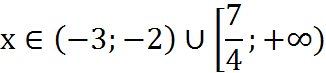 x ∈ (−3; −2) ∪ [7/4; +∞)